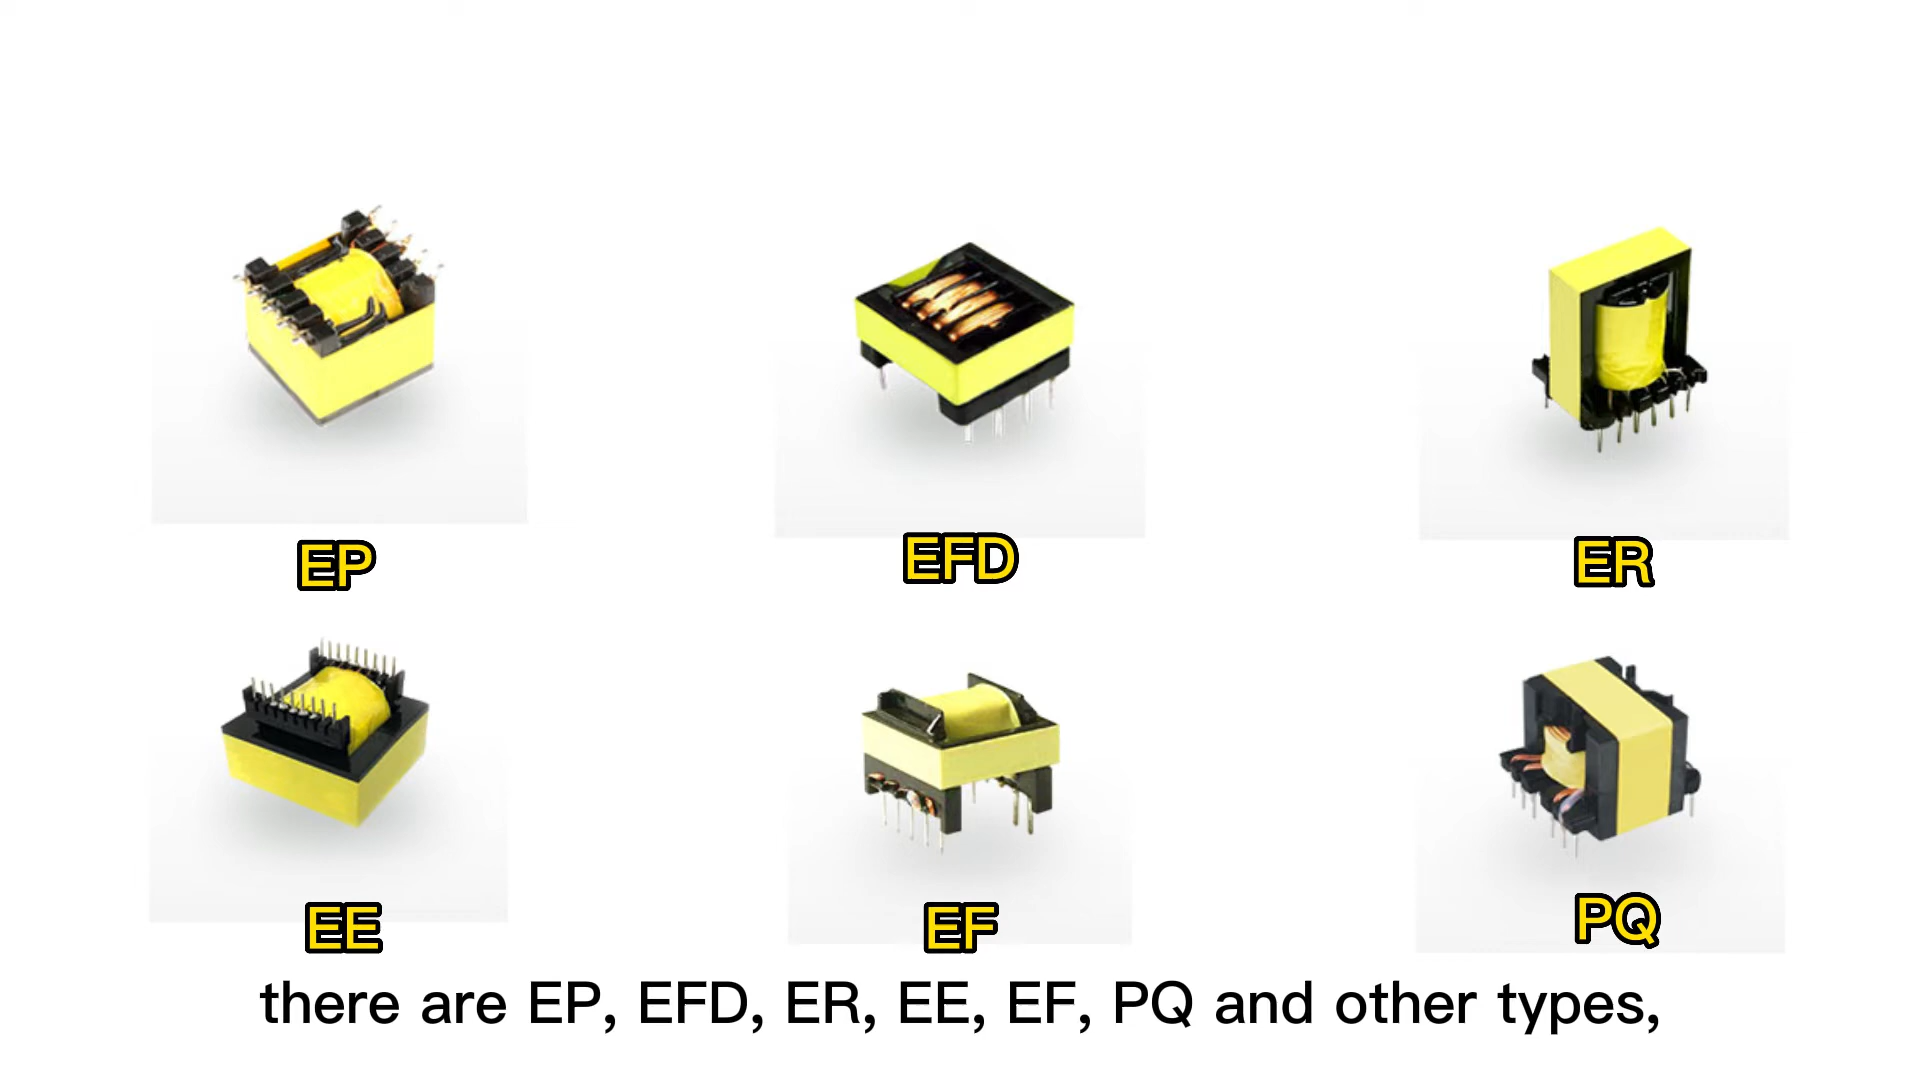 EP
EFD
ER
EE
EF
PQ
there are EP, EFD, ER, EE, EF, PQ and other types,